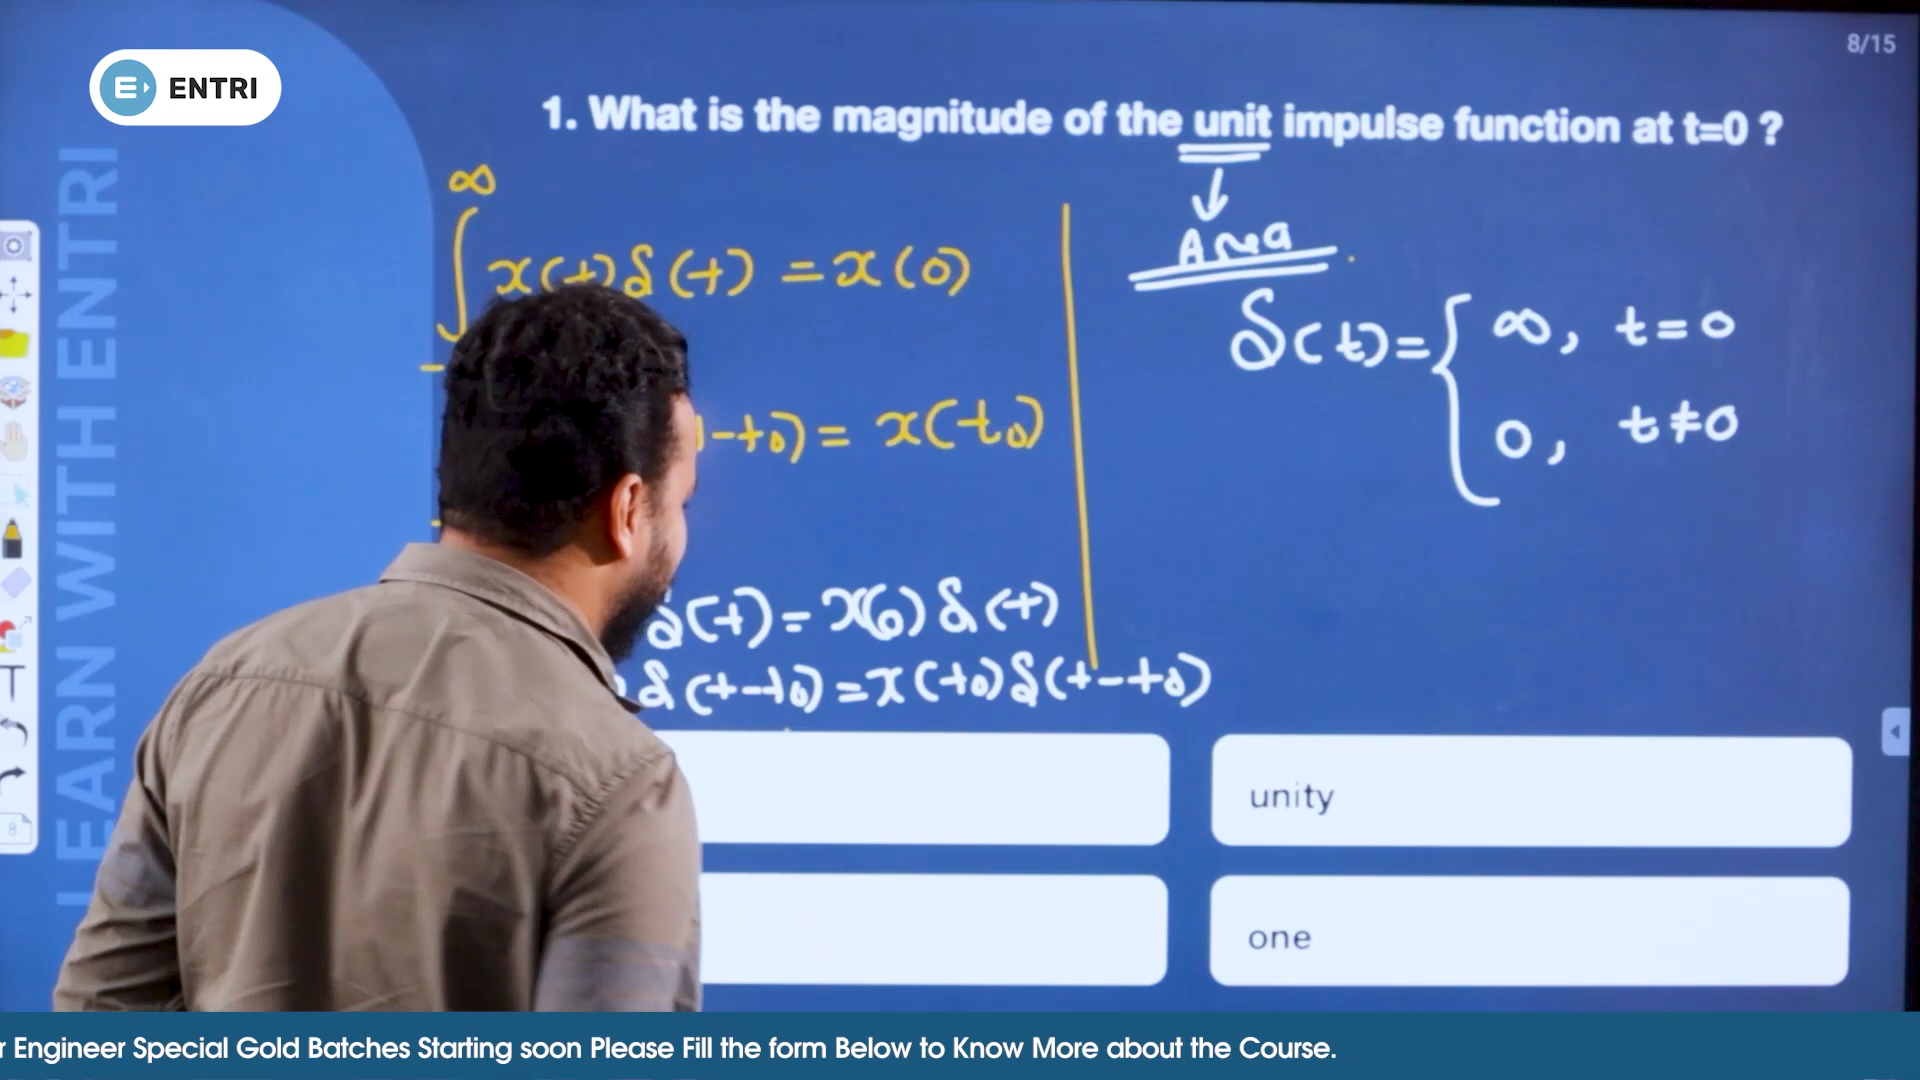 8/15
ENTRI
LEARN WITH ENTRI
1. What is the magnitude of the unit impulse function at t=0 ?
Area
∞
∫ x(t)δ(t) = x(0)
δ(t)= { ∞, t=0
0, t≠0
-t0) = x(t0)
δ(t) = x(0) δ(t)
δ(t-t0) = x(t0) δ(t-t0)
unity
one
T
8
r Engineer Special Gold Batches Starting soon Please Fill the form Below to Know More about the Course.